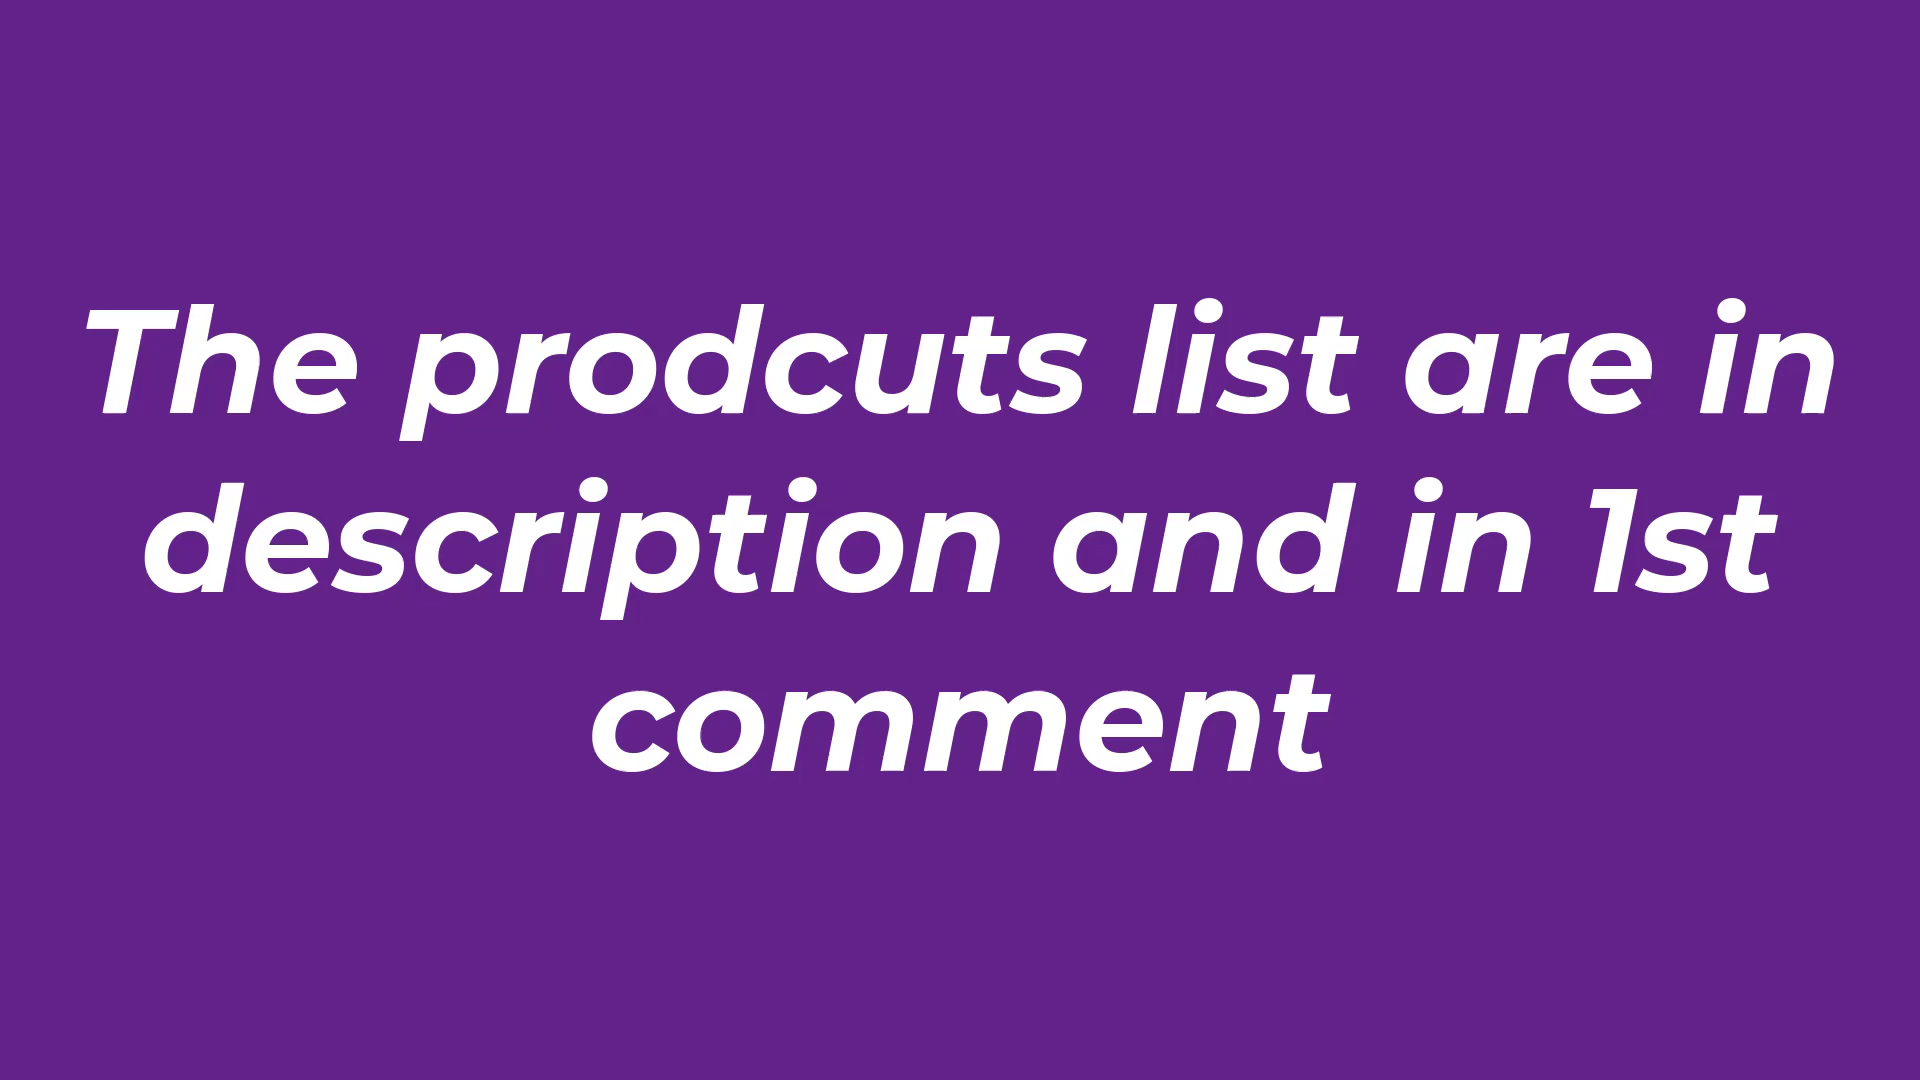 The prodcuts list are in
description and in 1st
comment